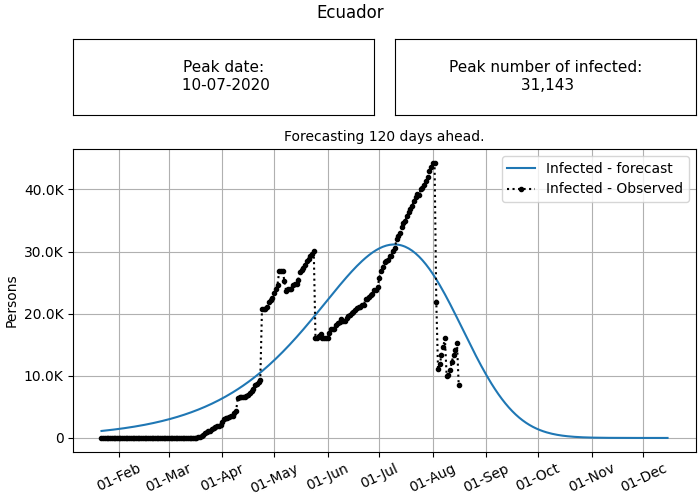 Ecuador
Peak date:
10-07-2020
Peak number of infected:
31,143
Forecasting 120 days ahead.
Infected - forecast
Infected - Observed
40.0K
30.0K
20.0K
10.0K
0
Persons
01-Feb
01-Mar
01-Apr
01-May
01-Jun
01-Jul
01-Aug
01-Sep
01-Oct
01-Nov
01-Dec